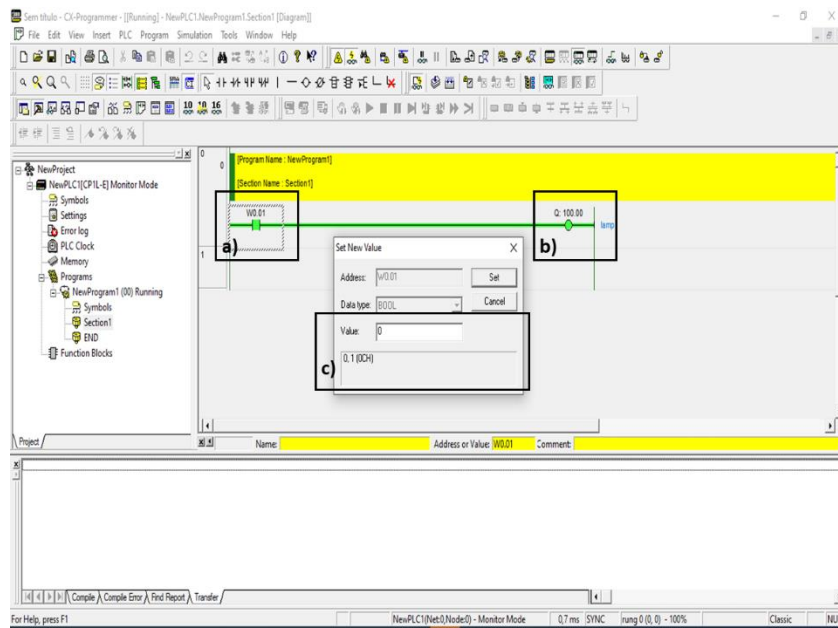 Sem título - CX-Programmer - [[Running] - NewPLC1.NewProgram1.Section1 [Diagram]]
File Edit View Insert PLC Program Simulation Tools Window Help
10 10 16
NewProject
NewPLC1[CP1L-E] Monitor Mode
Symbols
Settings
Error log
PLC Clock
Memory
Programs
NewProgram1 (00) Running
Symbols
Section1
END
Function Blocks
Project
0
0
[Program Name : NewProgram1]
[Section Name : Section1]
W0.01
a)
Q: 100.00
lamp
b)
1
Set New Value
Address: W0.01
Set
Data type: BOOL
Cancel
Value: 0
0, 1 (0CH)
c)
Name: Address or Value: W0.01 Comment:
Compile Compile Error Find Report Transfer
For Help, press F1
NewPLC1(Net:0,Node:0) - Monitor Mode 0,7 ms SYNC rung 0 (0, 0) - 100% Classic